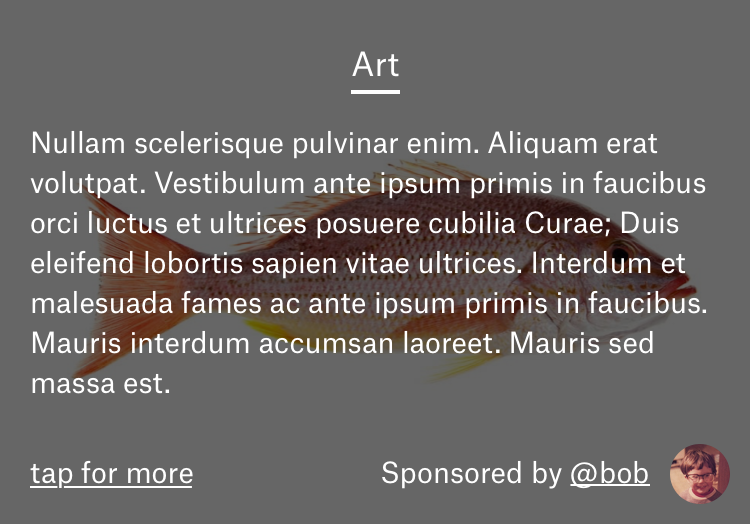 Art
Nullam scelerisque pulvinar enim. Aliquam erat
volutpat. Vestibulum ante ipsum primis in faucibus
orci luctus et ultrices posuere cubilia Curae; Duis
eleifend lobortis sapien vitae ultrices. Interdum et
malesuada fames ac ante ipsum primis in faucibus.
Mauris interdum accumsan laoreet. Mauris sed
massa est.
tap for more
Sponsored by @bob